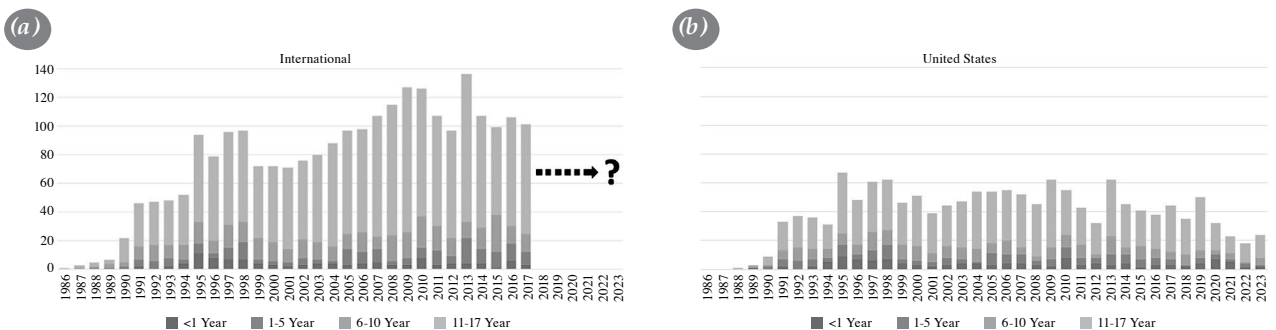 (a)
International
140
120
100
80
60
40
20
0
1986 1987 1988 1989 1990 1991 1992 1993 1994 1995 1996 1997 1998 1999 2000 2001 2002 2003 2004 2005 2006 2007 2008 2009 2010 2011 2012 2013 2014 2015 2016 2017 2018 2019 2020 2021 2022 2023
?
<1 Year 1-5 Year 6-10 Year 11-17 Year
(b)
United States
1986 1987 1988 1989 1990 1991 1992 1993 1994 1995 1996 1997 1998 1999 2000 2001 2002 2003 2004 2005 2006 2007 2008 2009 2010 2011 2012 2013 2014 2015 2016 2017 2018 2019 2020 2021 2022 2023
<1 Year 1-5 Year 6-10 Year 11-17 Year